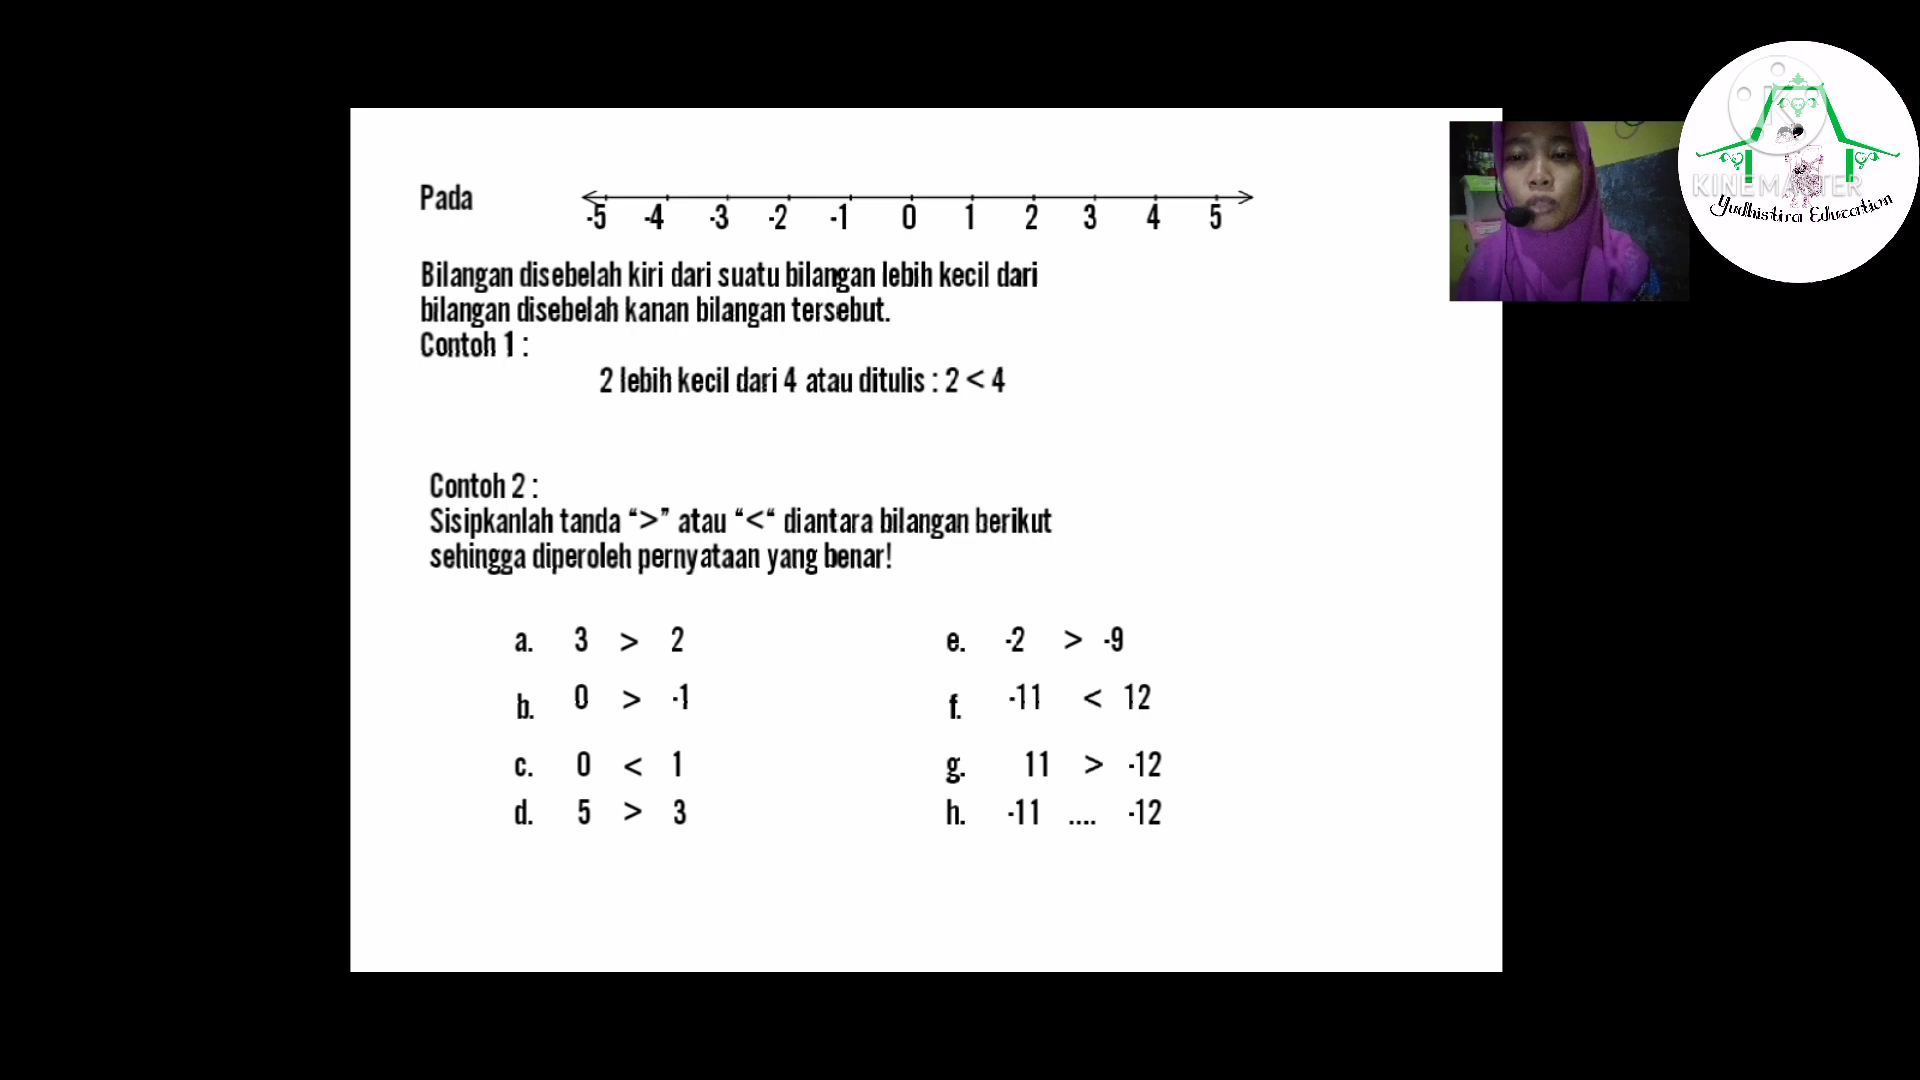 Pada
-5 -4 -3 -2 -1 0 1 2 3 4 5
Bilangan disebelah kiri dari suatu bilangan lebih kecil dari
bilangan disebelah kanan bilangan tersebut.
Contoh 1 :
2 lebih kecil dari 4 atau ditulis : 2 < 4
Contoh 2 :
Sisipkanlah tanda “>” atau “<“ diantara bilangan berikut
sehingga diperoleh pernyataan yang benar!
a. 3 > 2
b. 0 > -1
c. 0 < 1
d. 5 > 3
e. -2 > -9
f. -11 < 12
g. 11 > -12
h. -11 .... -12
KINEMASTER
Yudhistira Education